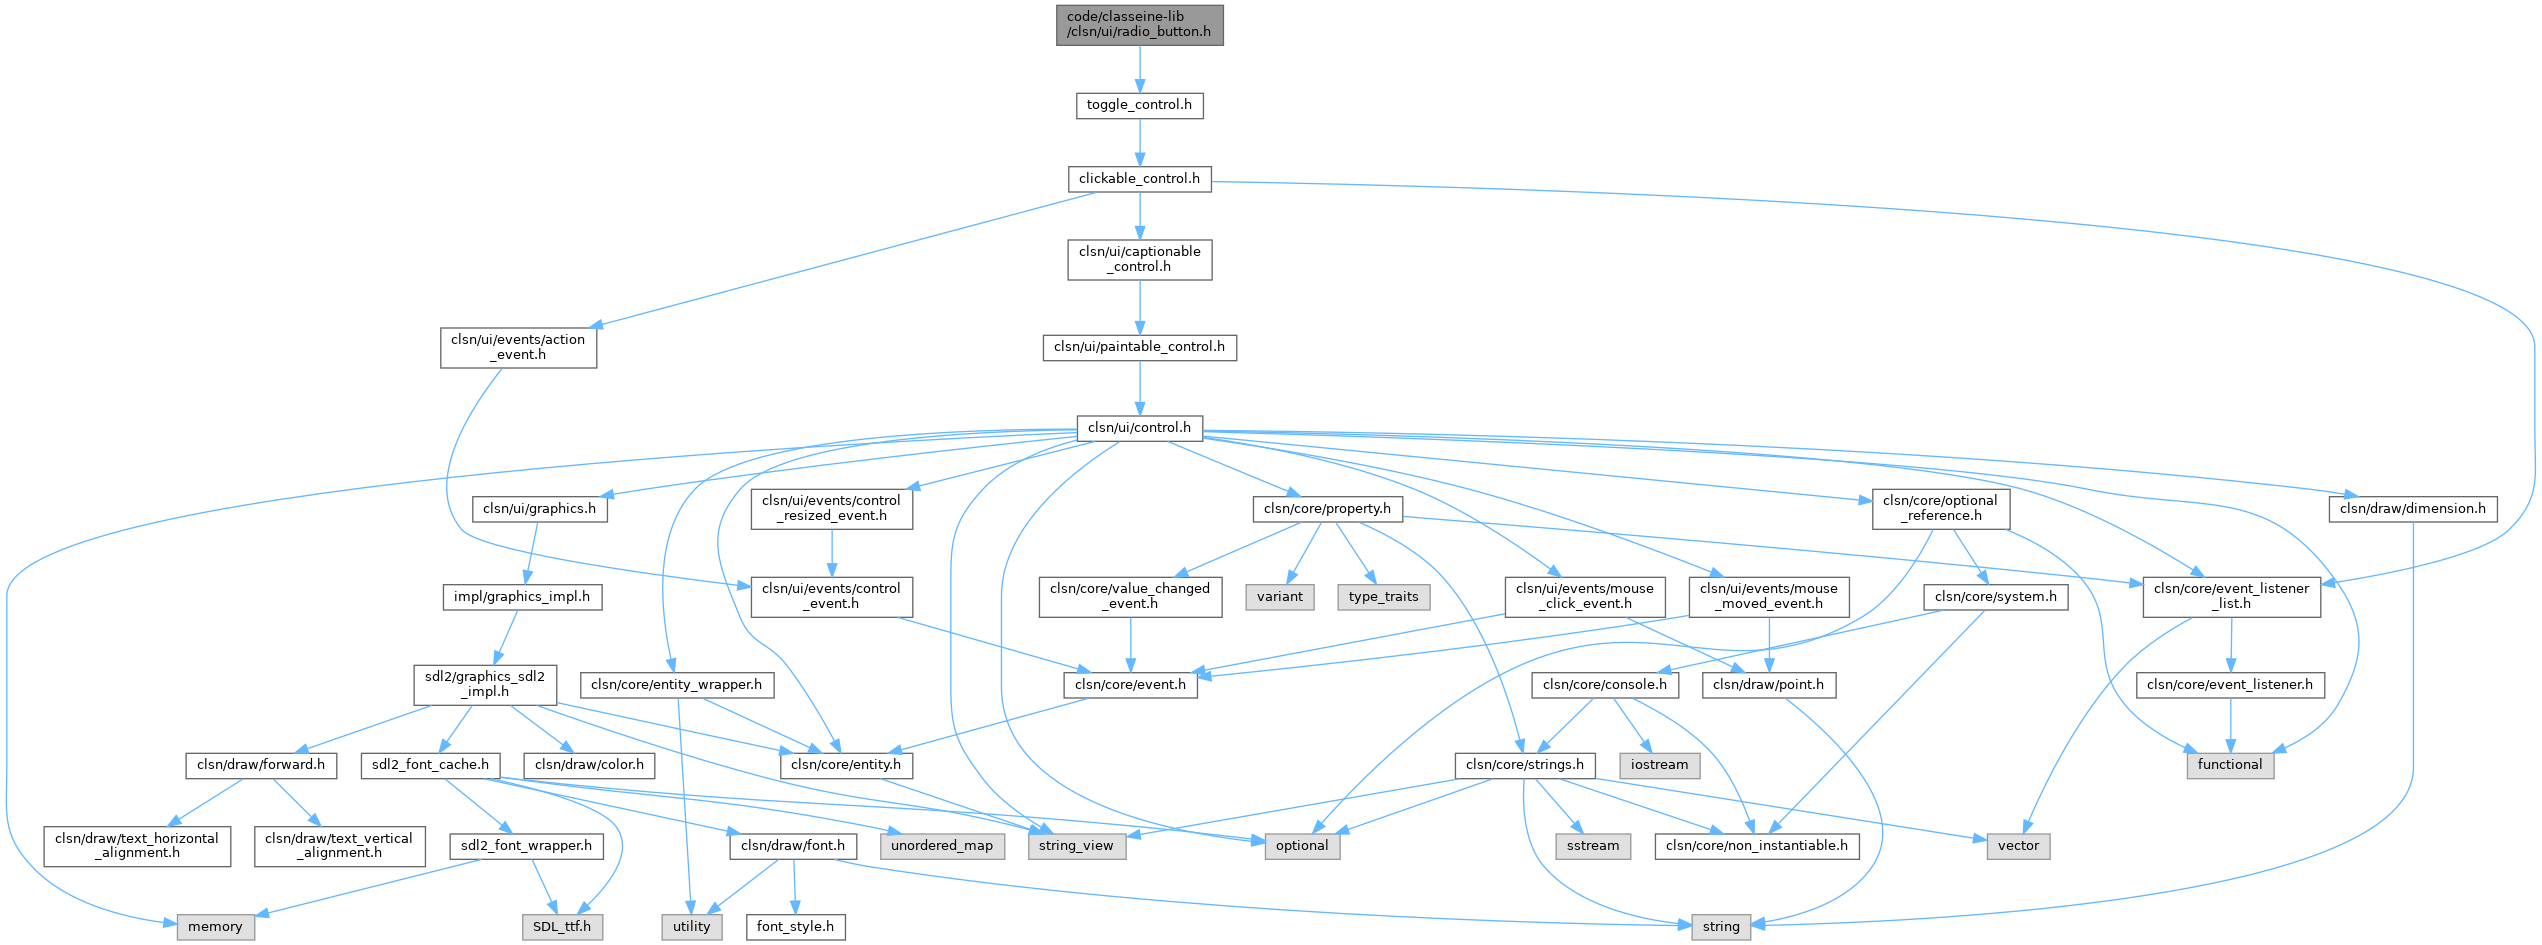 code/classeine-lib
/clsn/ui/radio_button.h
toggle_control.h
clickable_control.h
clsn/ui/captionable
_control.h
clsn/ui/events/action
_event.h
clsn/ui/paintable_control.h
clsn/ui/control.h
clsn/ui/graphics.h
clsn/ui/events/control
_resized_event.h
clsn/core/property.h
clsn/core/optional
_reference.h
clsn/draw/dimension.h
impl/graphics_impl.h
clsn/ui/events/control
_event.h
clsn/core/value_changed
_event.h
variant
type_traits
clsn/ui/events/mouse
_click_event.h
clsn/ui/events/mouse
_moved_event.h
clsn/core/system.h
clsn/core/event_listener
_list.h
sdl2/graphics_sdl2
_impl.h
clsn/core/entity_wrapper.h
clsn/core/event.h
clsn/core/console.h
clsn/draw/point.h
clsn/core/event_listener.h
clsn/draw/forward.h
sdl2_font_cache.h
clsn/draw/color.h
clsn/core/entity.h
clsn/core/strings.h
iostream
functional
clsn/draw/text_horizontal
_alignment.h
clsn/draw/text_vertical
_alignment.h
sdl2_font_wrapper.h
clsn/draw/font.h
unordered_map
string_view
optional
sstream
clsn/core/non_instantiable.h
vector
memory
SDL_ttf.h
utility
font_style.h
string